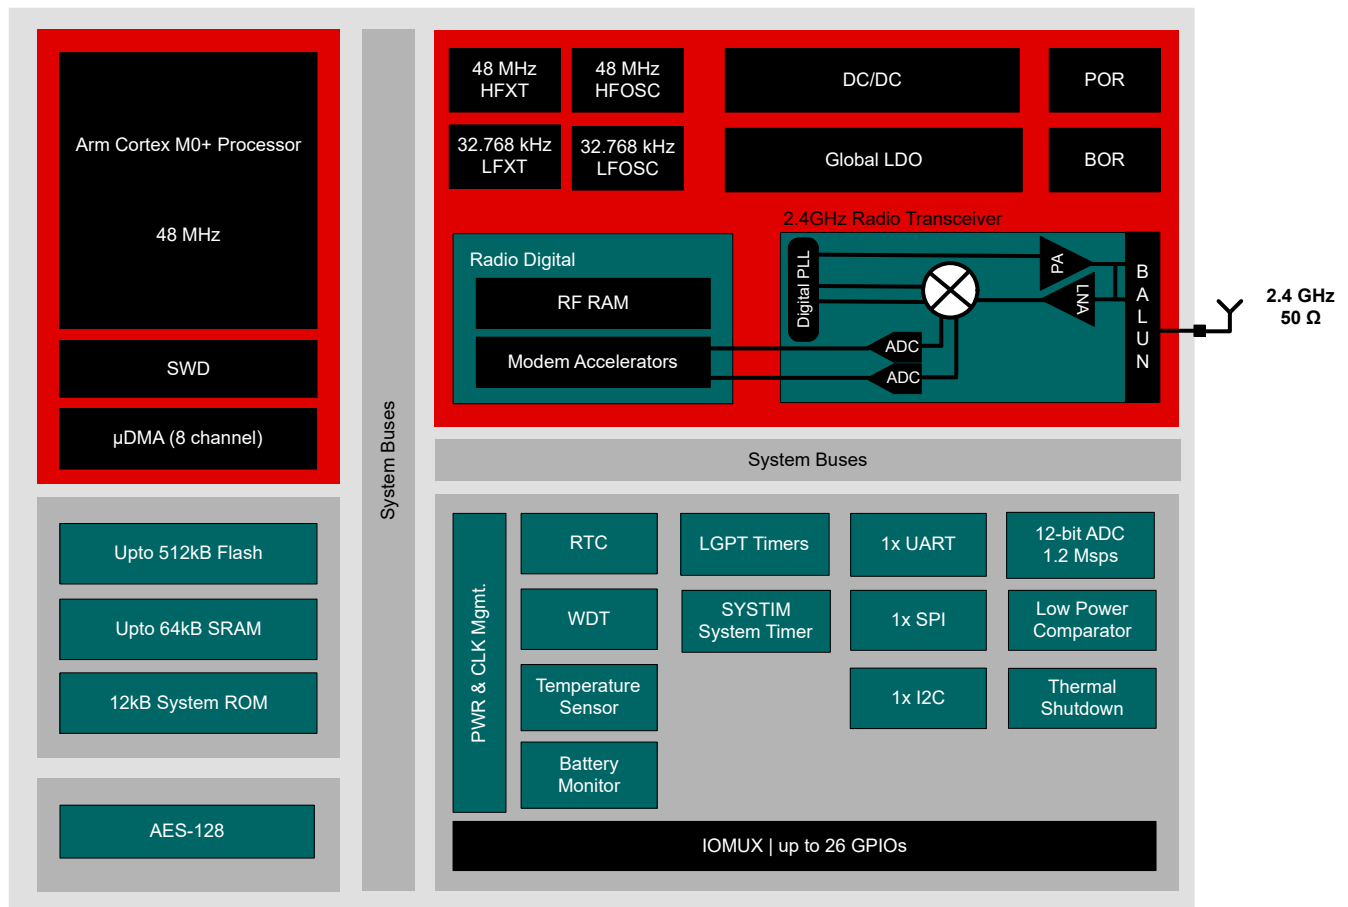 Arm Cortex M0+ Processor
48 MHz
SWD
µDMA (8 channel)
Upto 512kB Flash
Upto 64kB SRAM
12kB System ROM
AES-128
System Buses
48 MHz
HFXT
48 MHz
HFOSC
DC/DC
POR
32.768 kHz
LFXT
32.768 kHz
LFOSC
Global LDO
BOR
Radio Digital
RF RAM
Modem Accelerators
2.4GHz Radio Transceiver
Digital PLL
PA
LNA
ADC
ADC
BALUN
2.4 GHz
50 Ω
System Buses
PWR & CLK Mgmt.
RTC
LGPT Timers
1x UART
12-bit ADC
1.2 Msps
WDT
SYSTIM
System Timer
1x SPI
Low Power
Comparator
Temperature
Sensor
1x I2C
Thermal
Shutdown
Battery
Monitor
IOMUX | up to 26 GPIOs